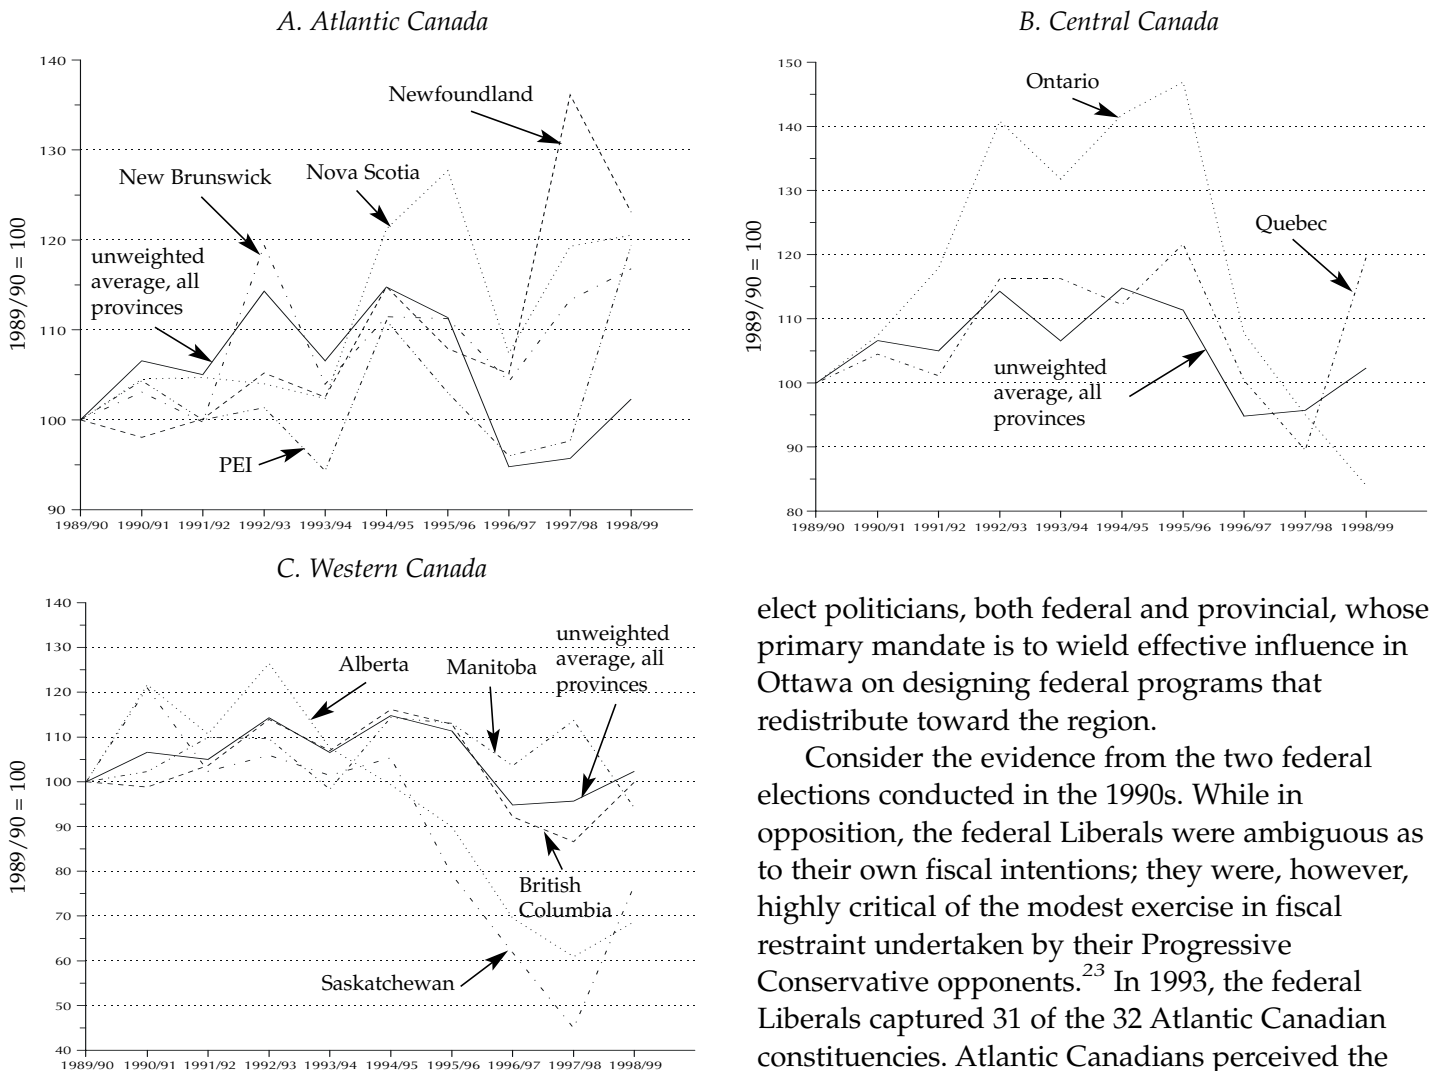 A. Atlantic Canada
140
135
130
120
110
100
90
1989/90 = 100
Newfoundland
New Brunswick
Nova Scotia
unweighted
average, all
provinces
PEI
1989/90 1990/91 1991/92 1992/93 1993/94 1994/95 1995/96 1996/97 1997/98 1998/99
B. Central Canada
150
140
130
120
110
100
90
80
1989/90 = 100
Ontario
Quebec
unweighted
average, all
provinces
1989/90 1990/91 1991/92 1992/93 1993/94 1994/95 1995/96 1996/97 1997/98 1998/99
C. Western Canada
140
130
120
110
100
90
80
70
60
50
40
1989/90 = 100
Alberta
Manitoba
unweighted
average, all
provinces
British
Columbia
Saskatchewan
1989/90 1990/91 1991/92 1992/93 1993/94 1994/95 1995/96 1996/97 1997/98 1998/99
elect politicians, both federal and provincial, whose
primary mandate is to wield effective influence in
Ottawa on designing federal programs that
redistribute toward the region.
Consider the evidence from the two federal
elections conducted in the 1990s. While in
opposition, the federal Liberals were ambiguous as
to their own fiscal intentions; they were, however,
highly critical of the modest exercise in fiscal
restraint undertaken by their Progressive
Conservative opponents.23 In 1993, the federal
Liberals captured 31 of the 32 Atlantic Canadian
constituencies. Atlantic Canadians perceived the